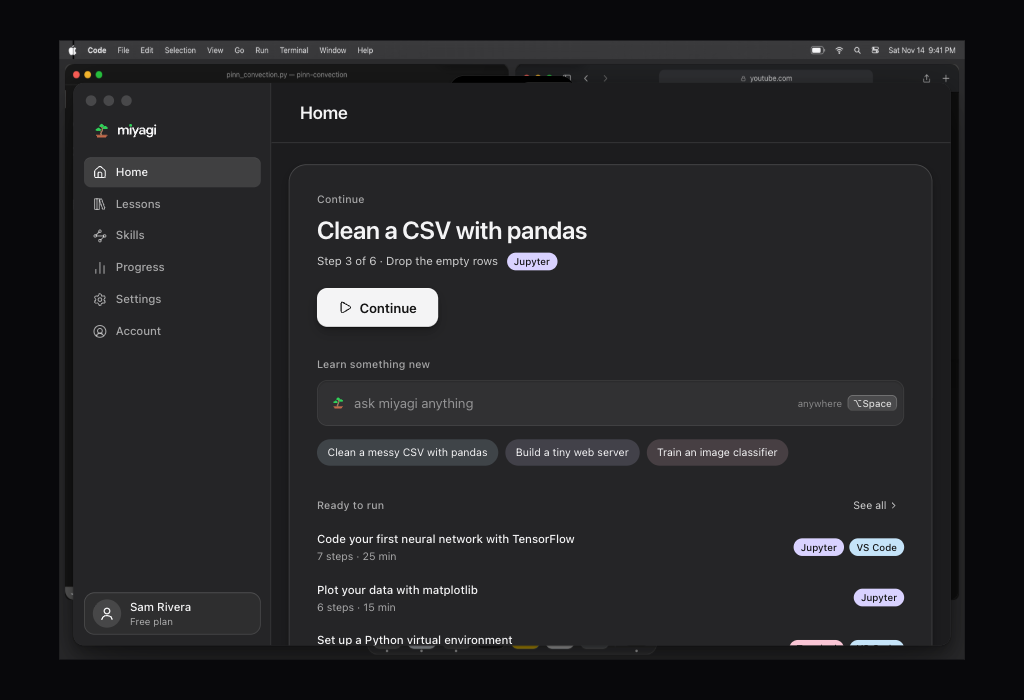 Code File Edit Selection View Go Run Terminal Window Help Sat Nov 14 9:41 PM
pinn_convection.py — pinn-convection
youtube.com
miyagi
Home
Lessons
Skills
Progress
Settings
Account
Sam Rivera
Free plan
Home
Continue
Clean a CSV with pandas
Step 3 of 6 · Drop the empty rows Jupyter
Continue
Learn something new
ask miyagi anything anywhere ⌥Space
Clean a messy CSV with pandas Build a tiny web server Train an image classifier
Ready to run See all
Code your first neural network with TensorFlow
7 steps · 25 min
Jupyter VS Code
Plot your data with matplotlib
6 steps · 15 min
Jupyter
Set up a Python virtual environment